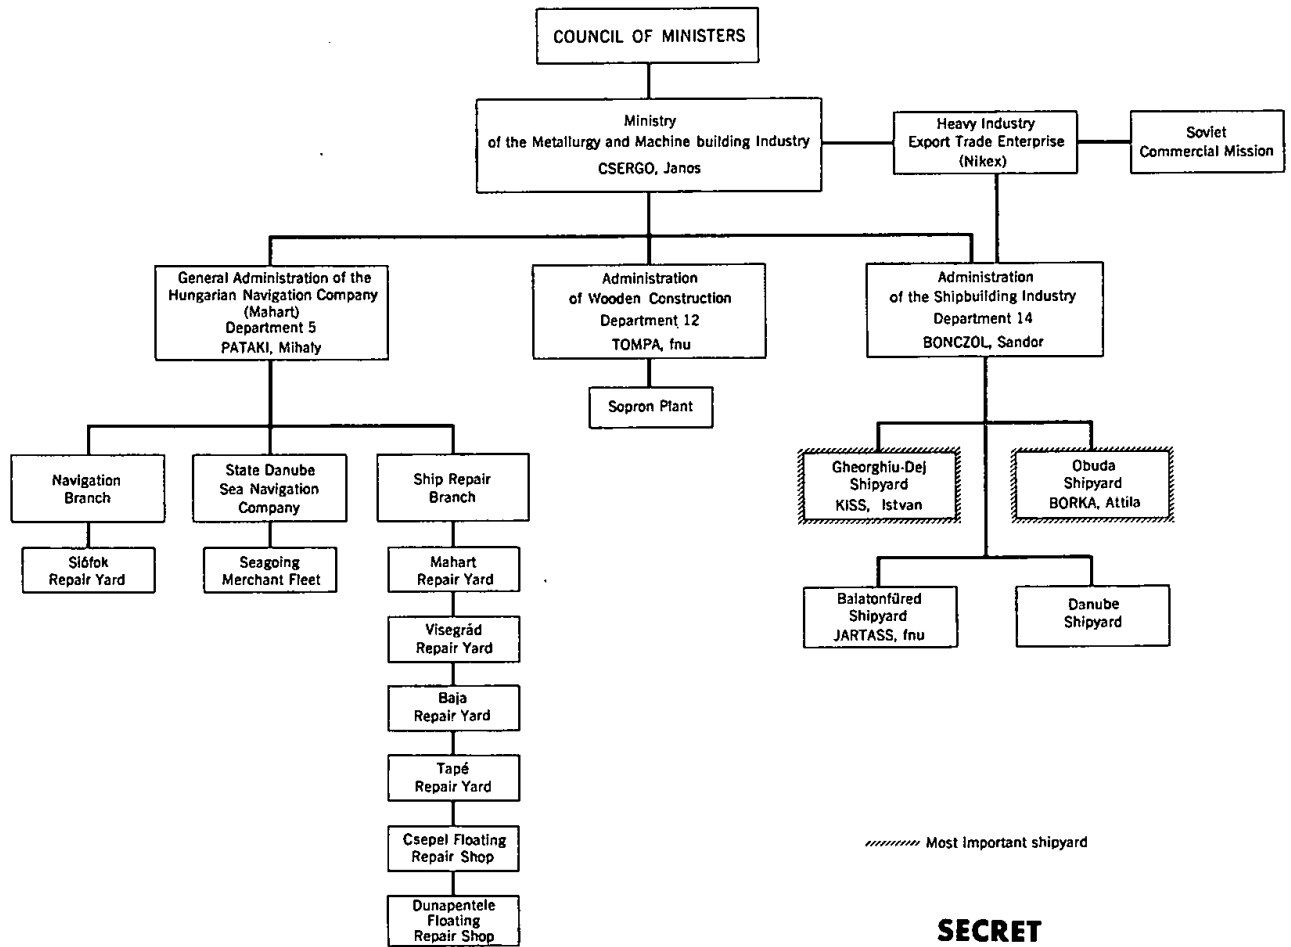 COUNCIL OF MINISTERS
Ministry
of the Metallurgy and Machine building Industry
CSERGO, Janos
Heavy Industry
Export Trade Enterprise
(Nikex)
Soviet
Commercial Mission
General Administration of the
Hungarian Navigation Company
(Mahart)
Department 5
PATAKI, Mihaly
Administration
of Wooden Construction
Department 12
TOMPA, fnu
Administration
of the Shipbuilding Industry
Department 14
BONCZOL, Sandor
Sopron Plant
Navigation
Branch
State Danube
Sea Navigation
Company
Ship Repair
Branch
Gheorghiu-Dej
Shipyard
KISS, Istvan
Obuda
Shipyard
BORKA, Attila
Siófok
Repair Yard
Seagoing
Merchant Fleet
Mahart
Repair Yard
Balatonfüred
Shipyard
JARTASS, fnu
Danube
Shipyard
Visegrád
Repair Yard
Baja
Repair Yard
Tapé
Repair Yard
Csepel Floating
Repair Shop
Dunapentele
Floating
Repair Shop
Most important shipyard
SECRET